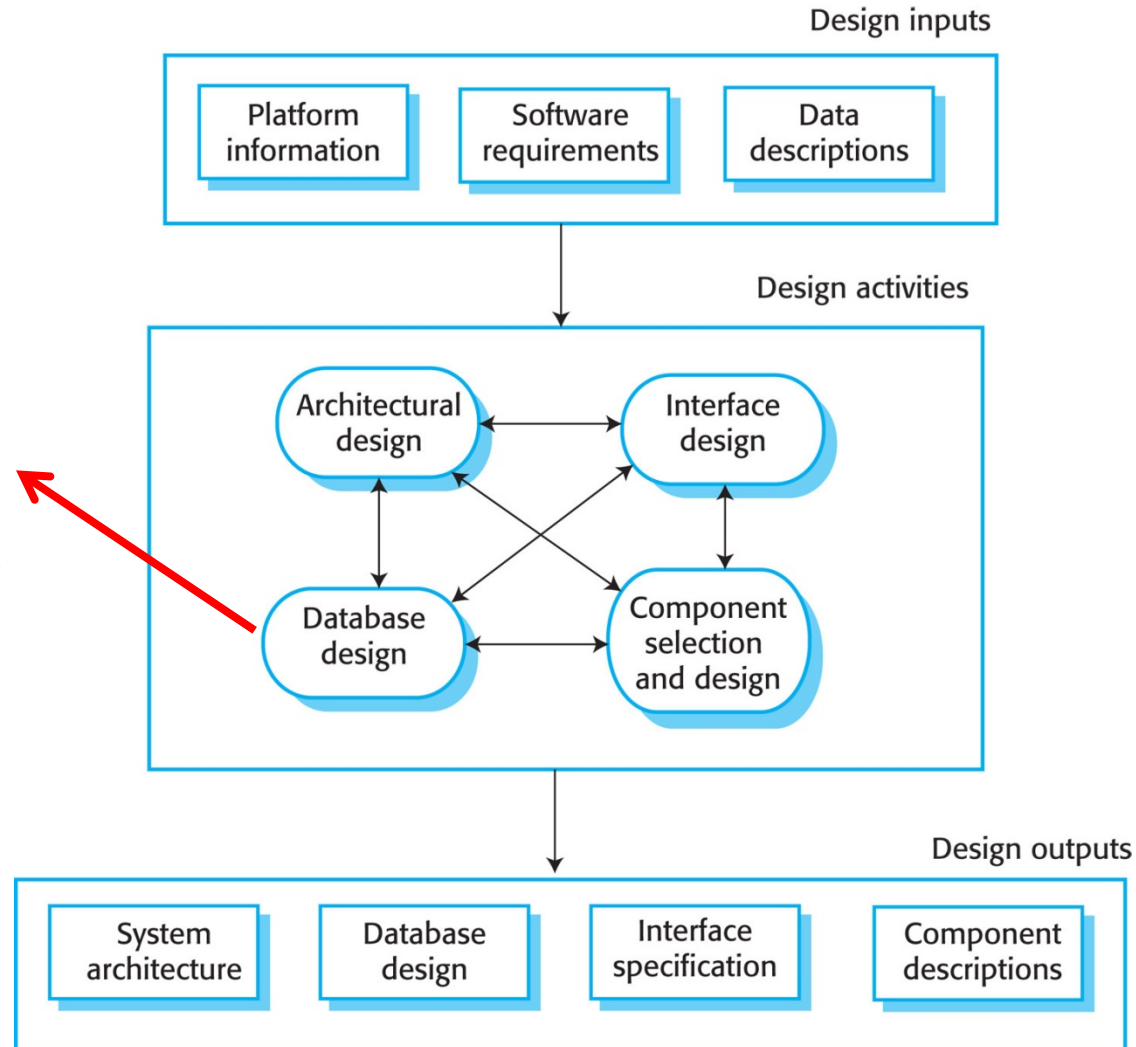 Design inputs
Platform
information
Software
requirements
Data
descriptions
Design activities
Architectural
design
Interface
design
Database
design
Component
selection
and design
Design outputs
System
architecture
Database
design
Interface
specification
Component
descriptions